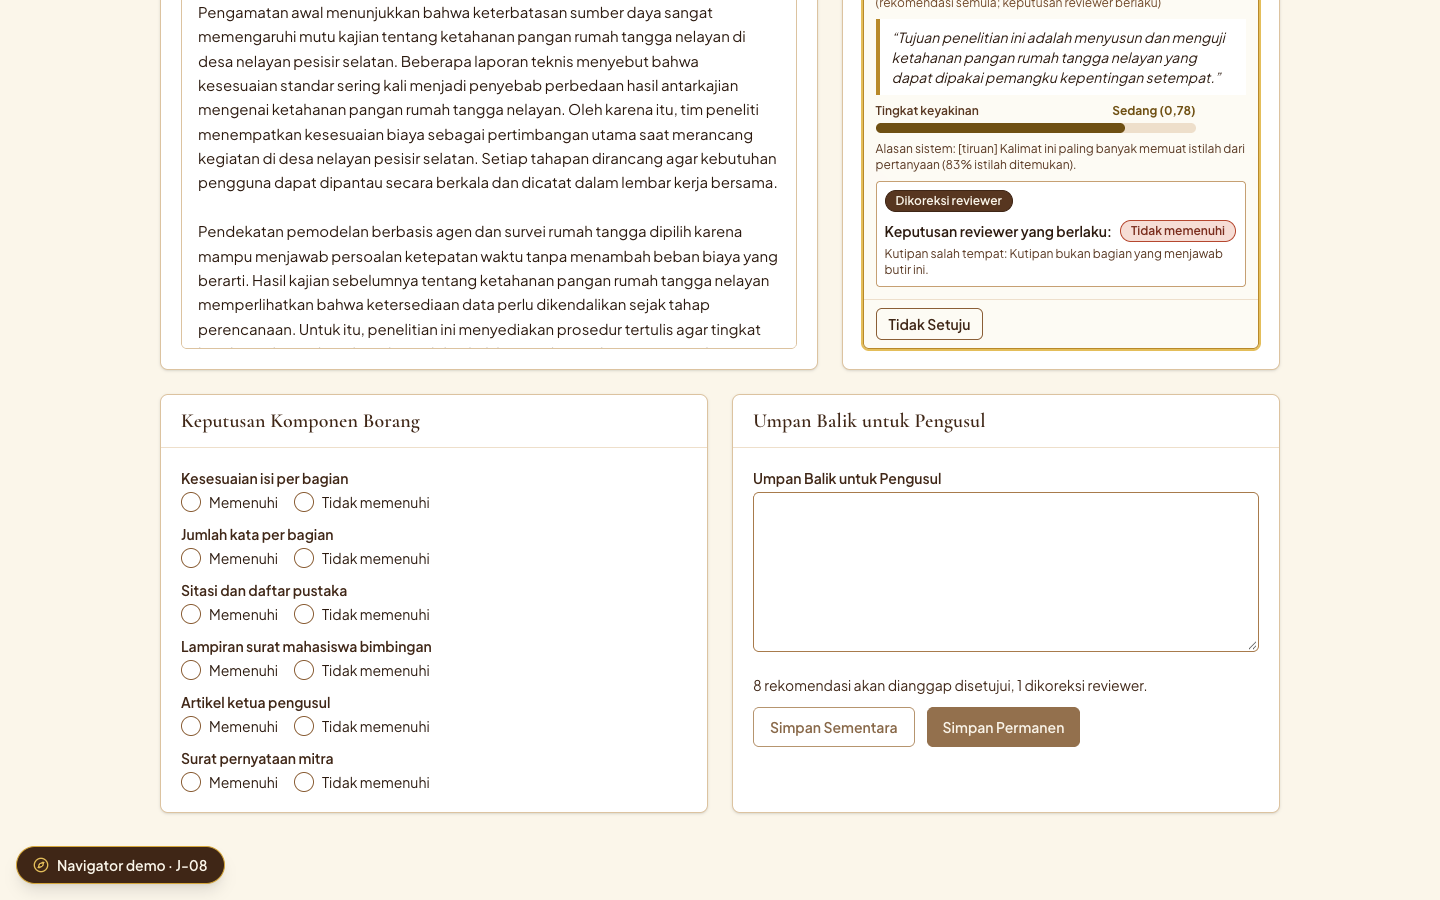 Pengamatan awal menunjukkan bahwa keterbatasan sumber daya sangat
memengaruhi mutu kajian tentang ketahanan pangan rumah tangga nelayan di
desa nelayan pesisir selatan. Beberapa laporan teknis menyebut bahwa
kesesuaian standar sering kali menjadi penyebab perbedaan hasil antarkajian
mengenai ketahanan pangan rumah tangga nelayan. Oleh karena itu, tim peneliti
menempatkan kesesuaian biaya sebagai pertimbangan utama saat merancang
kegiatan di desa nelayan pesisir selatan. Setiap tahapan dirancang agar kebutuhan
pengguna dapat dipantau secara berkala dan dicatat dalam lembar kerja bersama.
Pendekatan pemodelan berbasis agen dan survei rumah tangga dipilih karena
mampu menjawab persoalan ketepatan waktu tanpa menambah beban biaya yang
berarti. Hasil kajian sebelumnya tentang ketahanan pangan rumah tangga nelayan
memperlihatkan bahwa ketersediaan data perlu dikendalikan sejak tahap
perencanaan. Untuk itu, penelitian ini menyediakan prosedur tertulis agar tingkat
(rekomendasi semula; keputusan reviewer berlaku)
“Tujuan penelitian ini adalah menyusun dan menguji
ketahanan pangan rumah tangga nelayan yang
dapat dipakai pemangku kepentingan setempat.”
Tingkat keyakinan Sedang (0,78)
Alasan sistem: [tiruan] Kalimat ini paling banyak memuat istilah dari
pertanyaan (83% istilah ditemukan).
Dikoreksi reviewer
Keputusan reviewer yang berlaku: Tidak memenuhi
Kutipan salah tempat: Kutipan bukan bagian yang menjawab
butir ini.
Tidak Setuju
Keputusan Komponen Borang
Kesesuaian isi per bagian
Memenuhi Tidak memenuhi
Jumlah kata per bagian
Memenuhi Tidak memenuhi
Sitasi dan daftar pustaka
Memenuhi Tidak memenuhi
Lampiran surat mahasiswa bimbingan
Memenuhi Tidak memenuhi
Artikel ketua pengusul
Memenuhi Tidak memenuhi
Surat pernyataan mitra
Memenuhi Tidak memenuhi
Umpan Balik untuk Pengusul
Umpan Balik untuk Pengusul
8 rekomendasi akan dianggap disetujui, 1 dikoreksi reviewer.
Simpan Sementara Simpan Permanen
Navigator demo · J-08